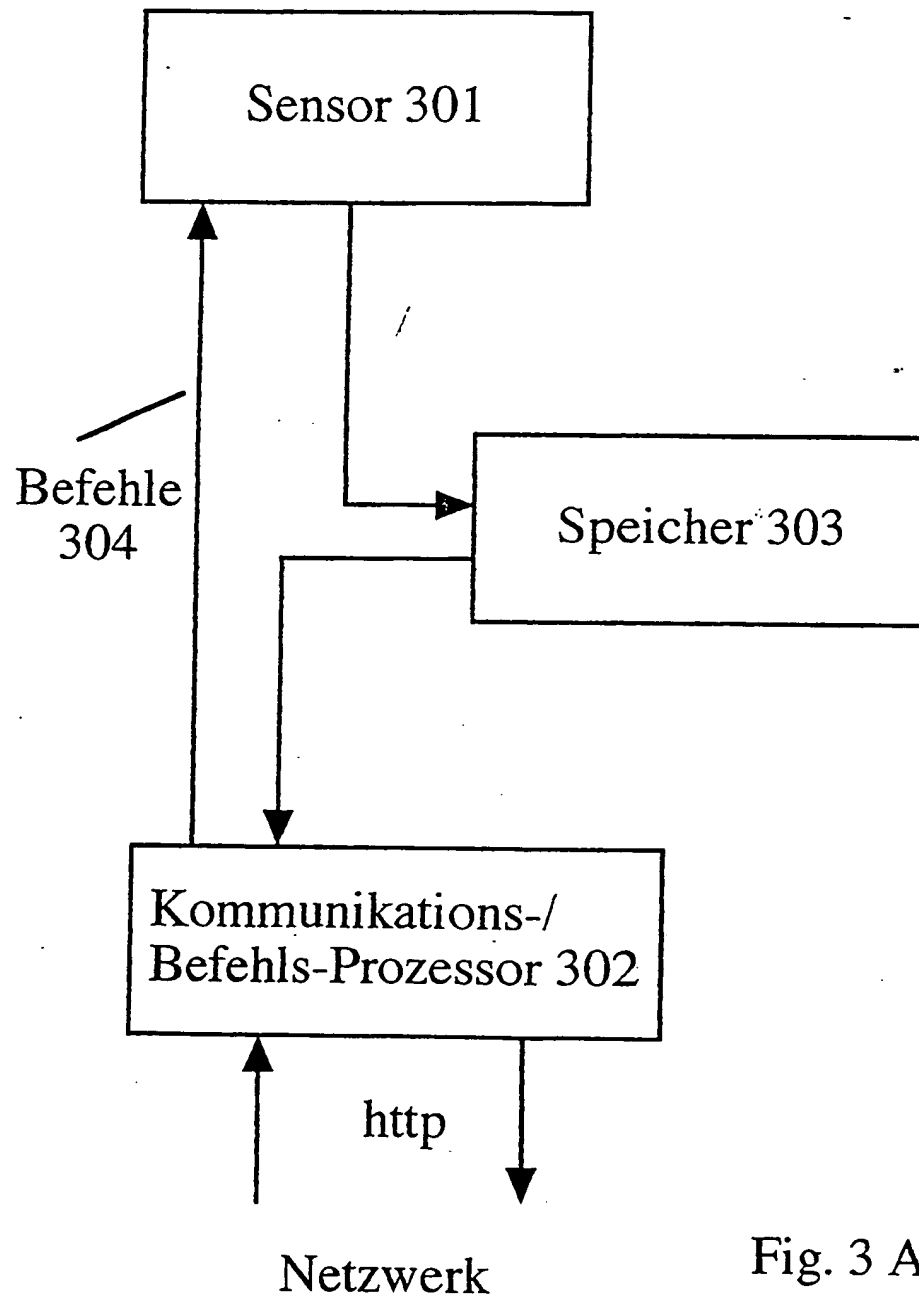 Sensor 301
Befehle
304
Speicher 303
Kommunikations-/
Befehls-Prozessor 302
http
Netzwerk
Fig. 3 A